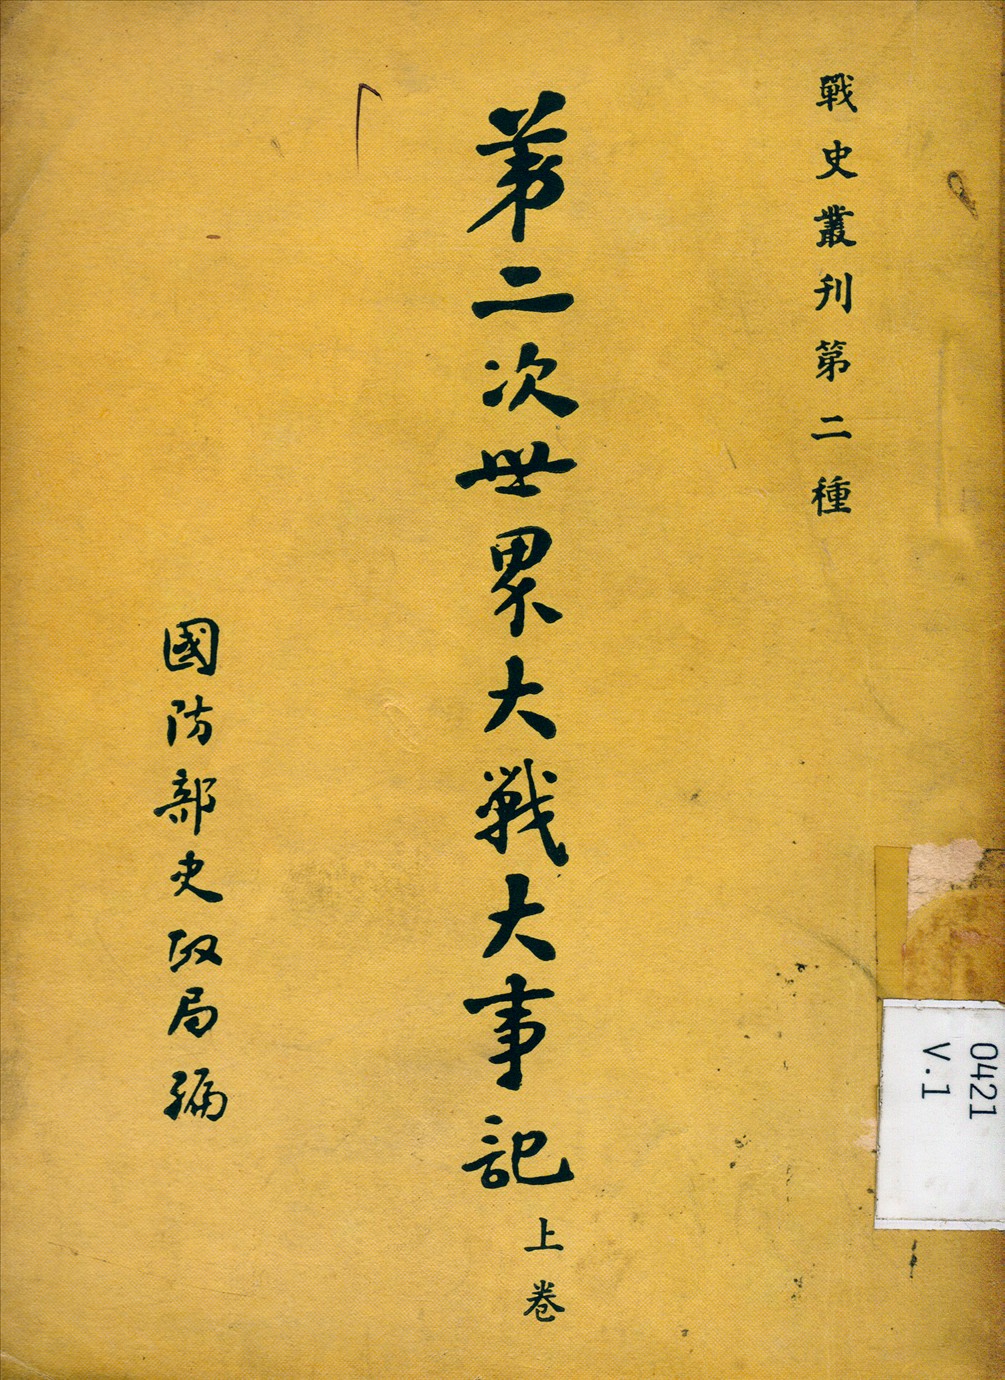 戰史叢刊第二種
第二次世界大戰大事記
上卷
國防部史政局編
0421
V.1